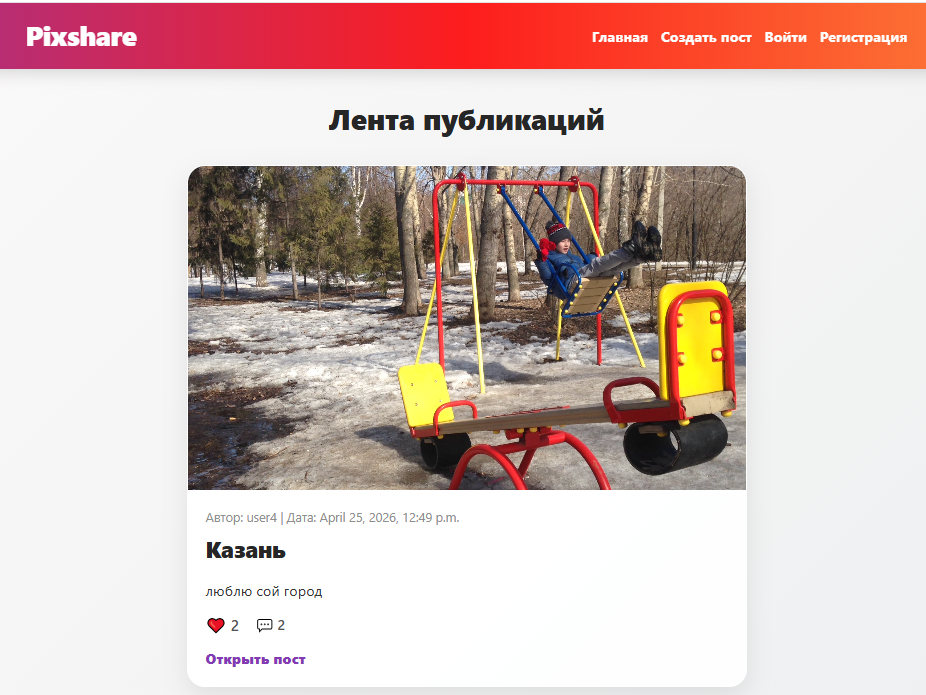 Pixshare
Главная Создать пост Войти Регистрация
Лента публикаций
Автор: user4 | Дата: April 25, 2026, 12:49 p.m.
Казань
люблю сой город
2 2
Открыть пост